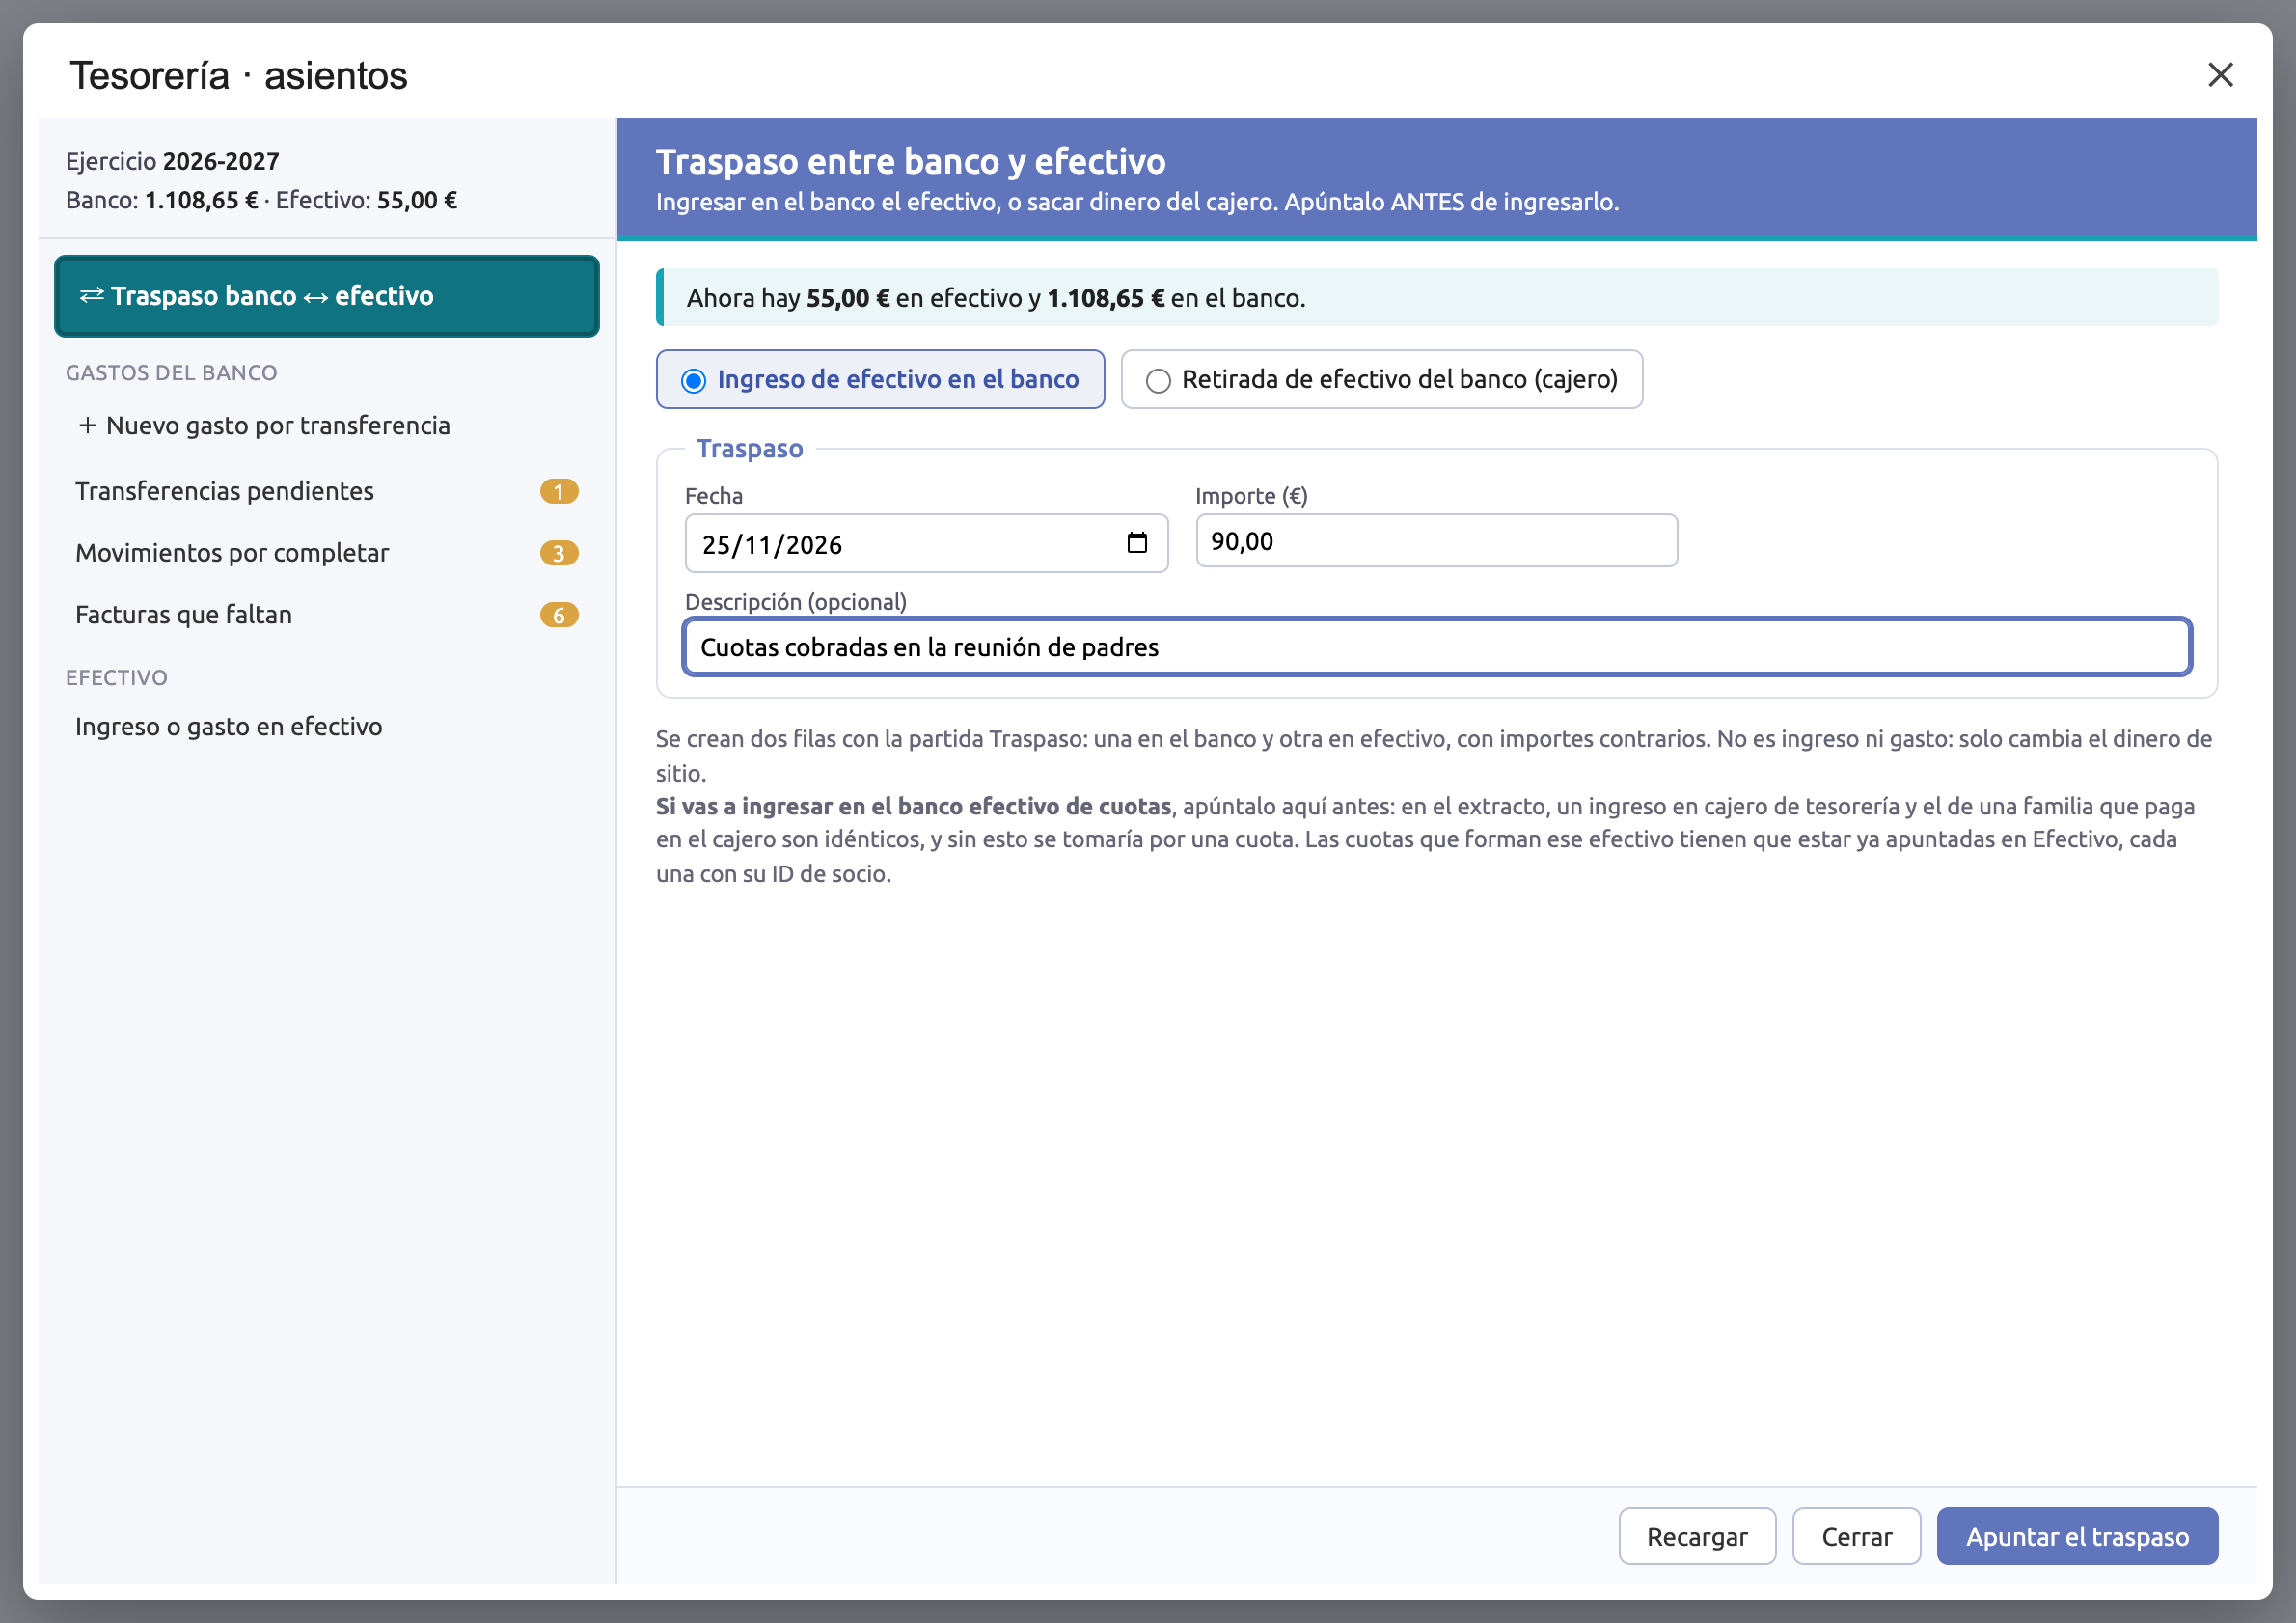 Tesorería · asientos
Ejercicio 2026-2027
Banco: 1.108,65 € · Efectivo: 55,00 €
⇄ Traspaso banco ↔ efectivo
GASTOS DEL BANCO
+ Nuevo gasto por transferencia
Transferencias pendientes 1
Movimientos por completar 3
Facturas que faltan 6
EFECTIVO
Ingreso o gasto en efectivo
Traspaso entre banco y efectivo
Ingresar en el banco el efectivo, o sacar dinero del cajero. Apúntalo ANTES de ingresarlo.
Ahora hay 55,00 € en efectivo y 1.108,65 € en el banco.
Ingreso de efectivo en el banco
Retirada de efectivo del banco (cajero)
Traspaso
Fecha
25/11/2026
Importe (€)
90,00
Descripción (opcional)
Cuotas cobradas en la reunión de padres
Se crean dos filas con la partida Traspaso: una en el banco y otra en efectivo, con importes contrarios. No es ingreso ni gasto: solo cambia el dinero de
sitio.
Si vas a ingresar en el banco efectivo de cuotas, apúntalo aquí antes: en el extracto, un ingreso en cajero de tesorería y el de una familia que paga
en el cajero son idénticos, y sin esto se tomaría por una cuota. Las cuotas que forman ese efectivo tienen que estar ya apuntadas en Efectivo, cada
una con su ID de socio.
Recargar
Cerrar
Apuntar el traspaso